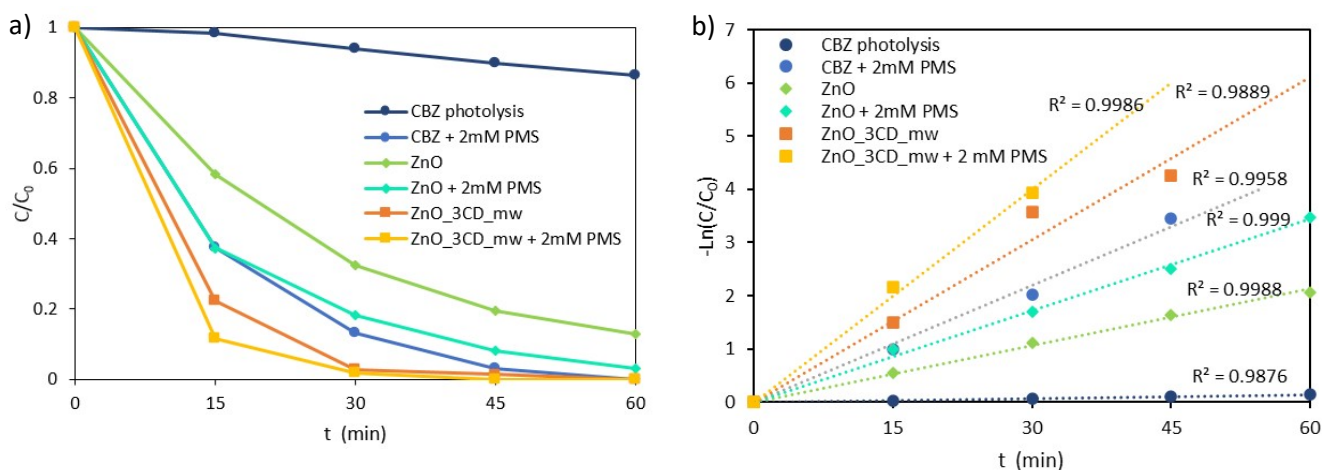 a)
1
0.8
0.6
0.4
0.2
0
C/C₀
0
15
30
45
60
t (min)
CBZ photolysis
CBZ + 2mM PMS
ZnO
ZnO + 2mM PMS
ZnO_3CD_mw
ZnO_3CD_mw + 2mM PMS
b)
7
6
5
4
3
2
1
0
-Ln(C/C₀)
0
15
30
45
60
t (min)
CBZ photolysis
CBZ + 2mM PMS
ZnO
ZnO + 2mM PMS
ZnO_3CD_mw
ZnO_3CD_mw + 2 mM PMS
R² = 0.9986
R² = 0.9889
R² = 0.9958
R² = 0.999
R² = 0.9988
R² = 0.9876